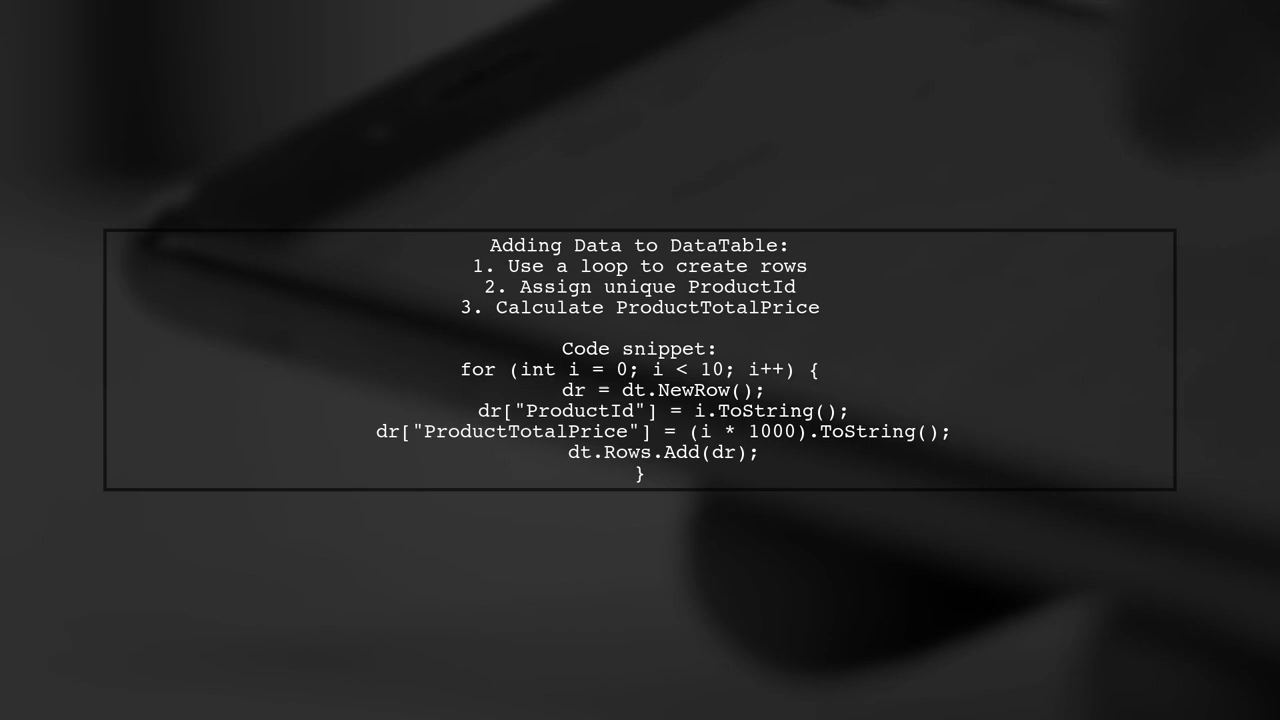 Adding Data to DataTable:
1. Use a loop to create rows
2. Assign unique ProductId
3. Calculate ProductTotalPrice
Code snippet:
for (int i = 0; i < 10; i++) {
dr = dt.NewRow();
dr["ProductId"] = i.ToString();
dr["ProductTotalPrice"] = (i * 1000).ToString();
dt.Rows.Add(dr);
}